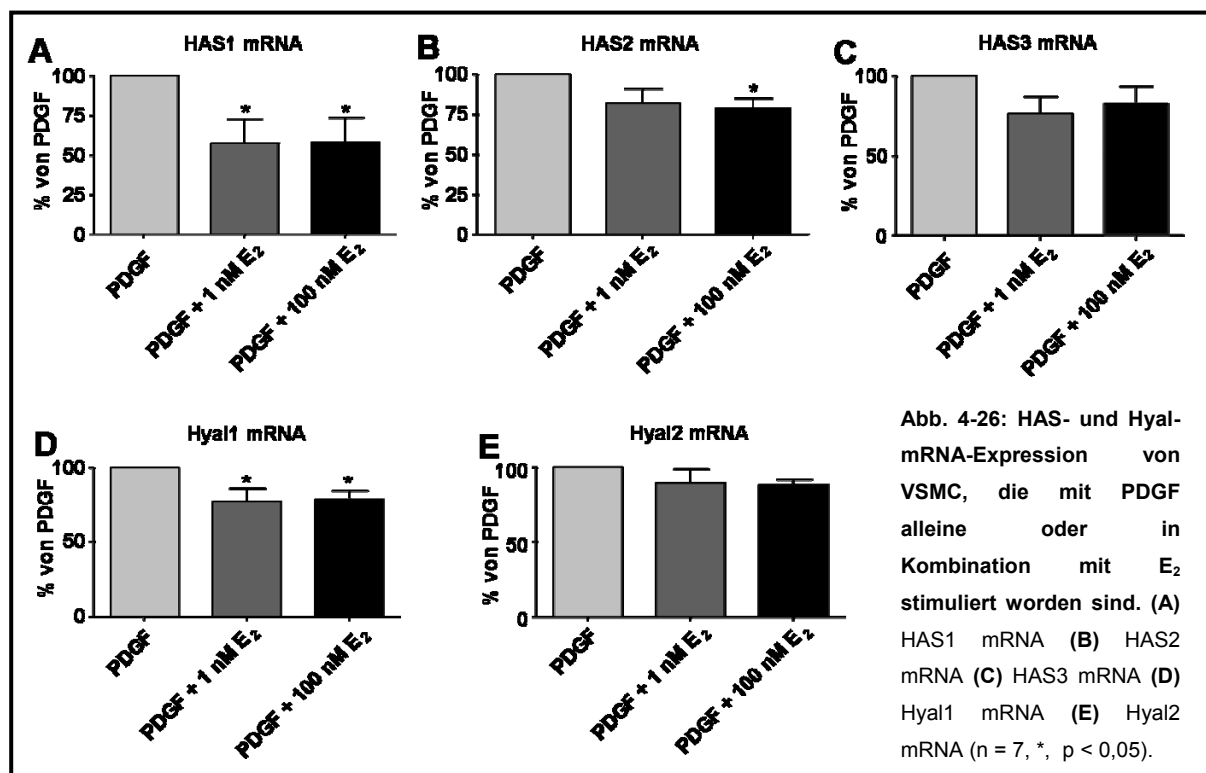 A
HAS1 mRNA
% von PDGF
100
75
50
25
0
*
*
PDGF
PDGF + 1 nM E₂
PDGF + 100 nM E₂
B
HAS2 mRNA
% von PDGF
100
75
50
25
0
*
PDGF
PDGF + 1 nM E₂
PDGF + 100 nM E₂
C
HAS3 mRNA
% von PDGF
100
50
0
PDGF
PDGF + 1 nM E₂
PDGF + 100 nM E₂
D
Hyal1 mRNA
% von PDGF
100
50
0
*
*
PDGF
PDGF + 1 nM E₂
PDGF + 100 nM E₂
E
Hyal2 mRNA
% von PDGF
100
50
0
PDGF
PDGF + 1 nM E₂
PDGF + 100 nM E₂
Abb. 4-26: HAS- und Hyal-
mRNA-Expression von
VSMC, die mit PDGF
alleine oder in
Kombination mit E₂
stimuliert worden sind. (A)
HAS1 mRNA (B) HAS2
mRNA (C) HAS3 mRNA (D)
Hyal1 mRNA (E) Hyal2
mRNA (n = 7, *, p < 0,05).